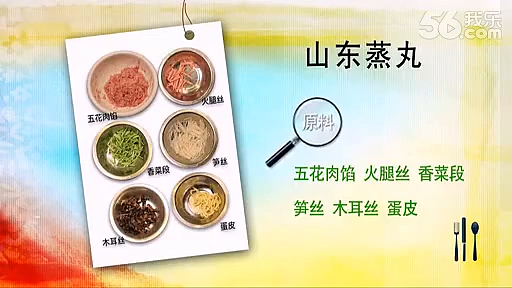 56我乐
.com
山东蒸丸
五花肉馅
火腿丝
原料
香菜段
笋丝
五花肉馅 火腿丝 香菜段
笋丝 木耳丝 蛋皮
木耳丝
蛋皮